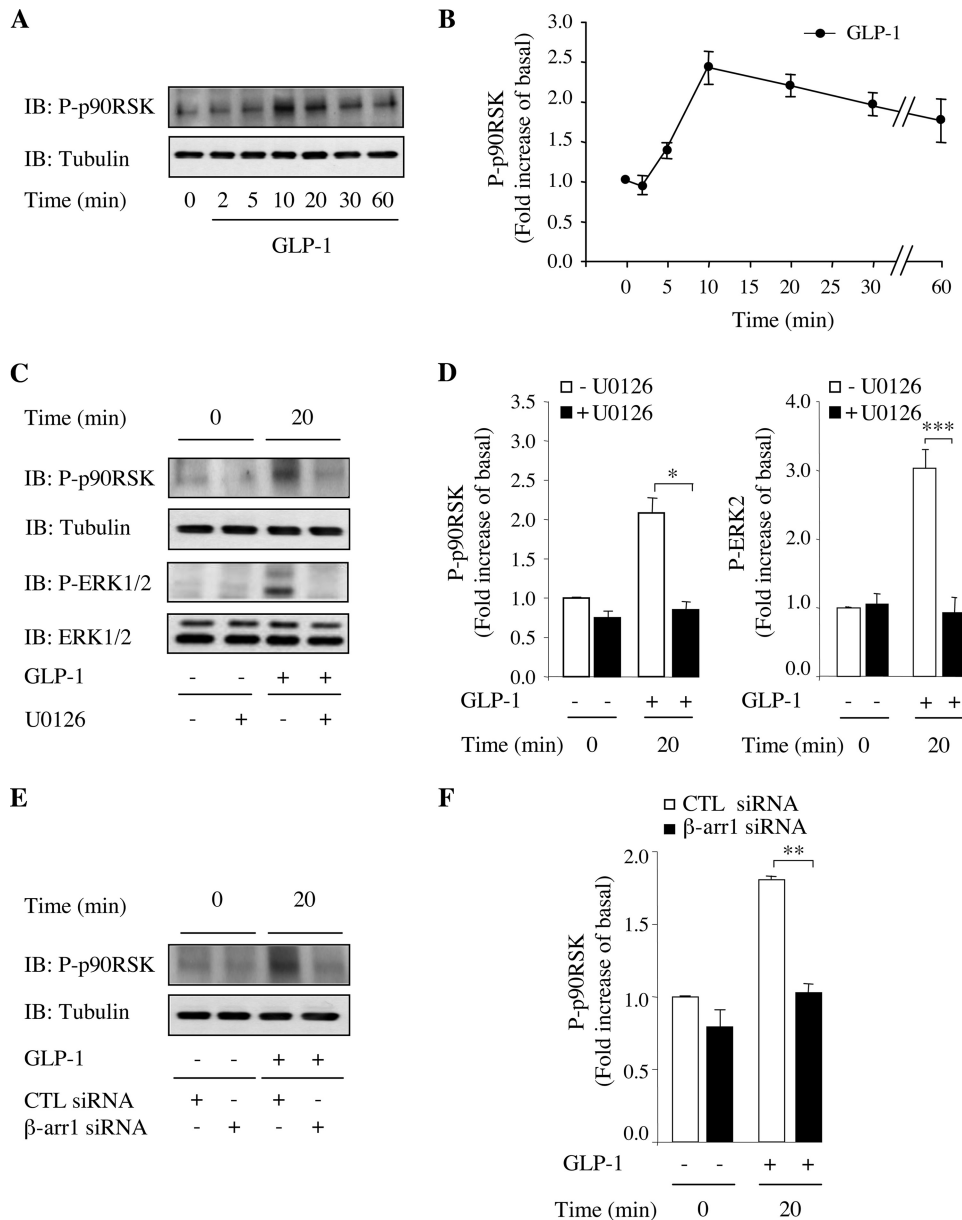 A
IB: P-p90RSK
IB: Tubulin
Time (min) 0 2 5 10 20 30 60
GLP-1
B
GLP-1
P-p90RSK
(Fold increase of basal)
3.0
2.5
2.0
1.5
1.0
0.5
0.0
0 5 10 15 20 25 30 60
Time (min)
C
Time (min) 0 20
IB: P-p90RSK
IB: Tubulin
IB: P-ERK1/2
IB: ERK1/2
GLP-1 - - + +
U0126 - + - +
D
- U0126
+ U0126
P-p90RSK
(Fold increase of basal)
3.5
3.0
2.5
2.0
1.5
1.0
0.5
0.0
*
GLP-1 - - + +
Time (min) 0 20
- U0126
+ U0126
P-ERK2
(Fold increase of basal)
4.0
3.0
2.0
1.0
0.0
***
GLP-1 - - + +
Time (min) 0 20
E
Time (min) 0 20
IB: P-p90RSK
IB: Tubulin
GLP-1 - - + +
CTL siRNA + - + -
β-arr1 siRNA - + - +
F
CTL siRNA
β-arr1 siRNA
P-p90RSK
(Fold increase of basal)
2.0
1.5
1.0
0.5
0.0
**
GLP-1 - - + +
Time (min) 0 20